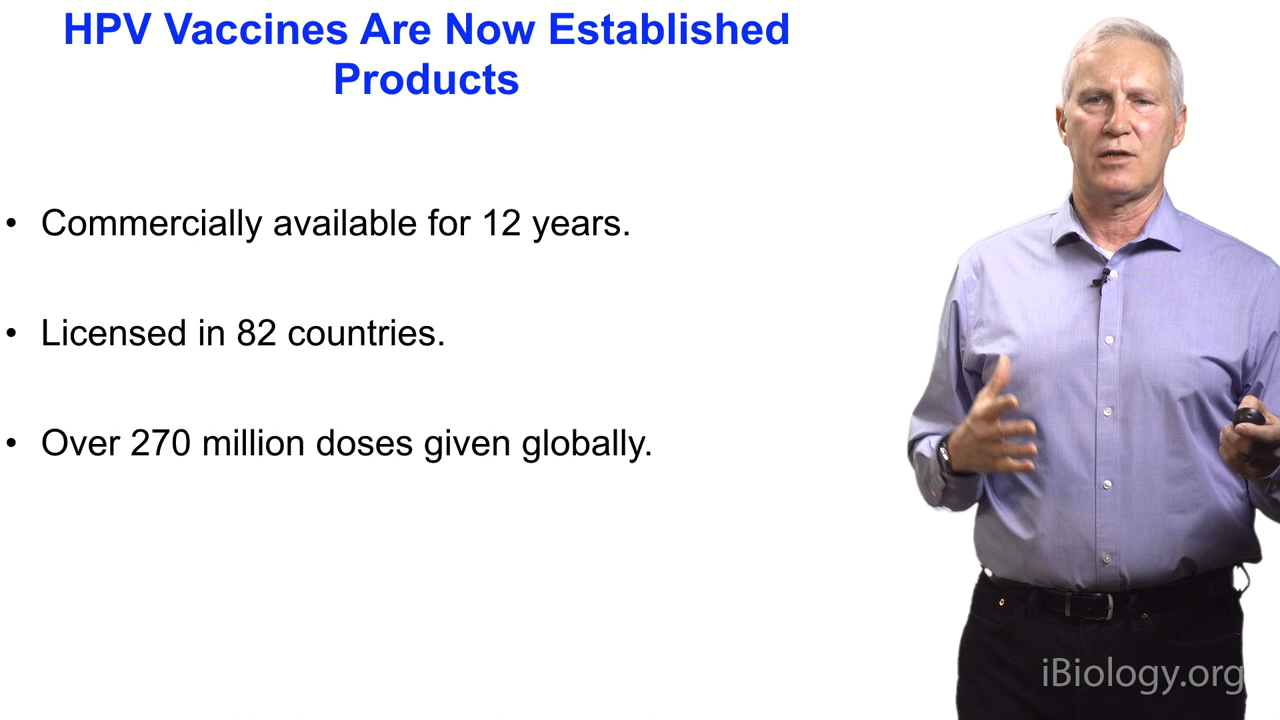 HPV Vaccines Are Now Established
Products
• Commercially available for 12 years.
• Licensed in 82 countries.
• Over 270 million doses given globally.
iBiology.org